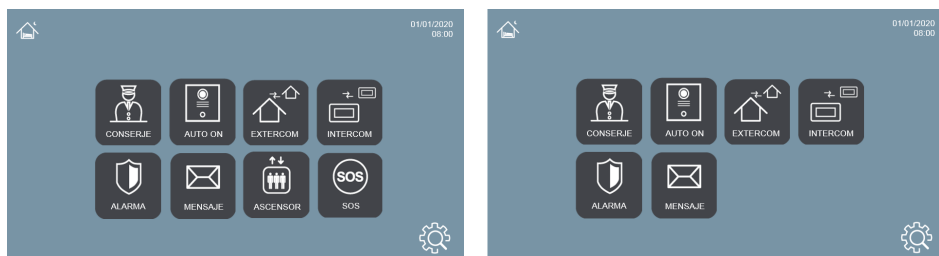 01/01/2020
08:00
CONSERJE
AUTO ON
EXTERCOM
INTERCOM
ALARMA
MENSAJE
ASCENSOR
SOS
SOS
01/01/2020
08:00
CONSERJE
AUTO ON
EXTERCOM
INTERCOM
ALARMA
MENSAJE